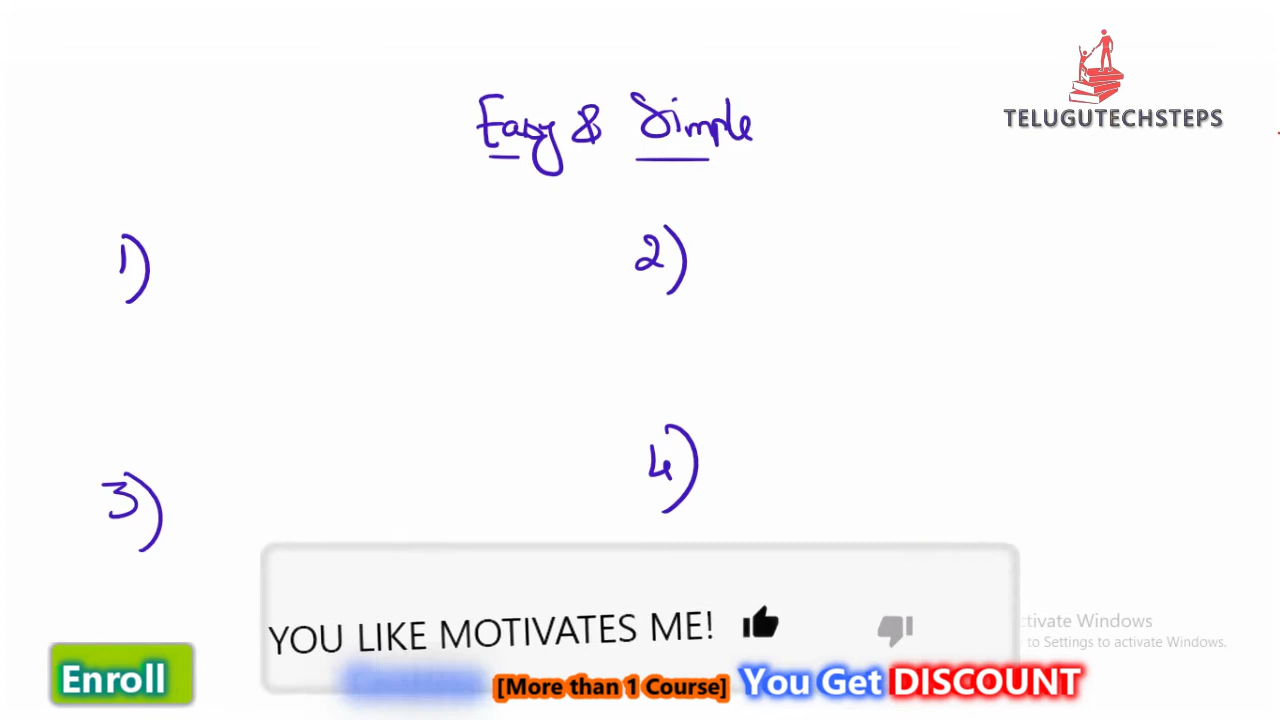 TELUGUTECHSTEPS
Easy & Simple
1)
2)
3)
4)
YOU LIKE MOTIVATES ME!
ctivate Windows
to Settings to activate Windows.
Enroll
[More than 1 Course] You Get DISCOUNT